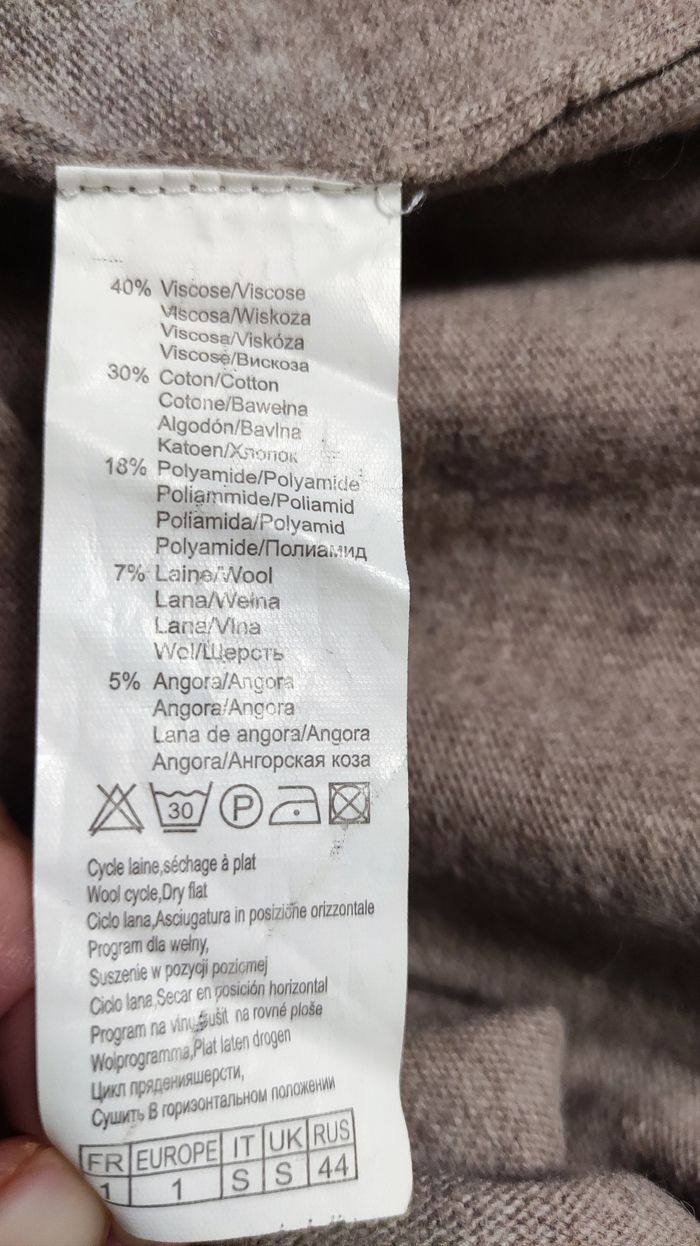 40% Viscose/Viscose
Viscosa/Wiskoza
Viscosa/Viskóza
Viscose/Вискоза
30% Coton/Cotton
Cotone/Bawełna
Algodón/Bavlna
Katoen/Хлопок
18% Polyamide/Polyamide
Poliammide/Poliamid
Poliamida/Polyamid
Polyamide/Полиамид
7% Laine/Wool
Lana/Wełna
Lana/Vlna
Wol/Шерсть
5% Angora/Angora
Angora/Angora
Lana de angora/Angora
Angora/Ангорская коза
30 P
Cycle laine,séchage à plat
Wool cycle,Dry flat
Ciclo lana,Asciugatura in posizione orizzontale
Program dla wełny,
Suszenie w pozycji poziomej
Ciclo lana,Secar en posición horizontal
Program na vlnu,sušit na rovné ploše
Wolprogramma,Plat laten drogen
Цикл пряденияшерсти,
Сушить В горизонтальном положении
FR EUROPE IT UK RUS
1 1 S S 44